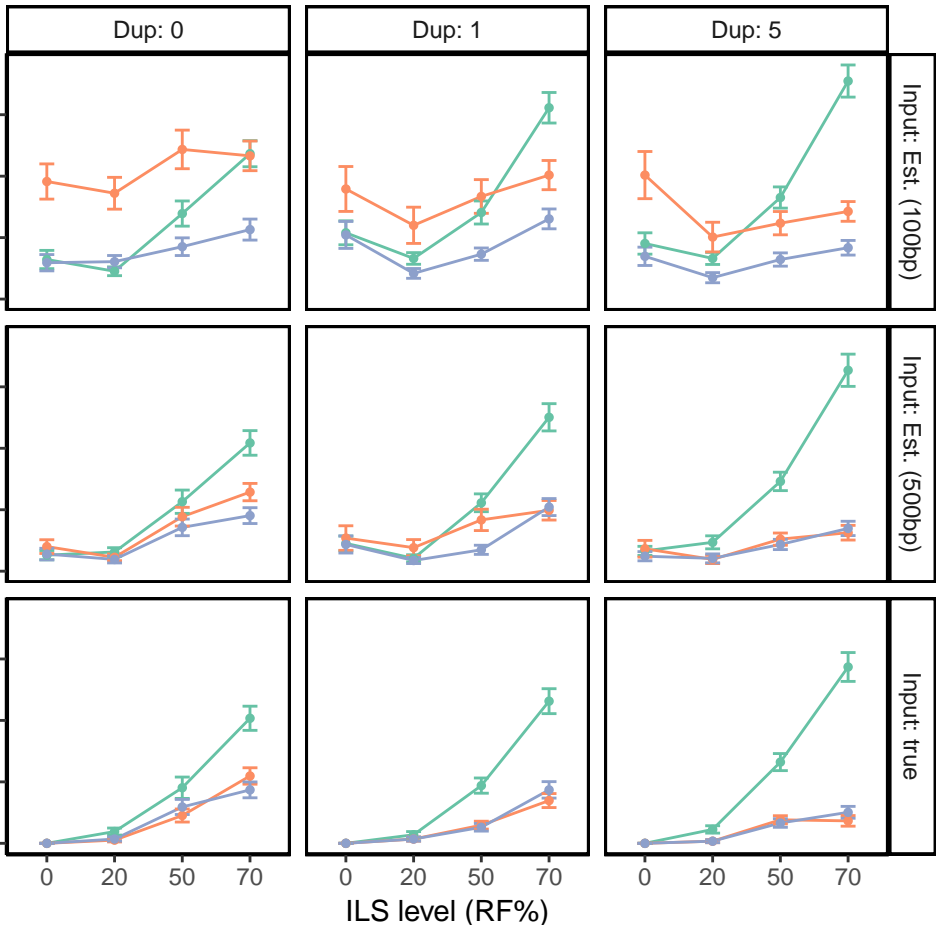 Dup: 0
Dup: 1
Dup: 5
Input: Est. (100bp)
Input: Est. (500bp)
Input: true
0 20 50 70
0 20 50 70
0 20 50 70
ILS level (RF%)